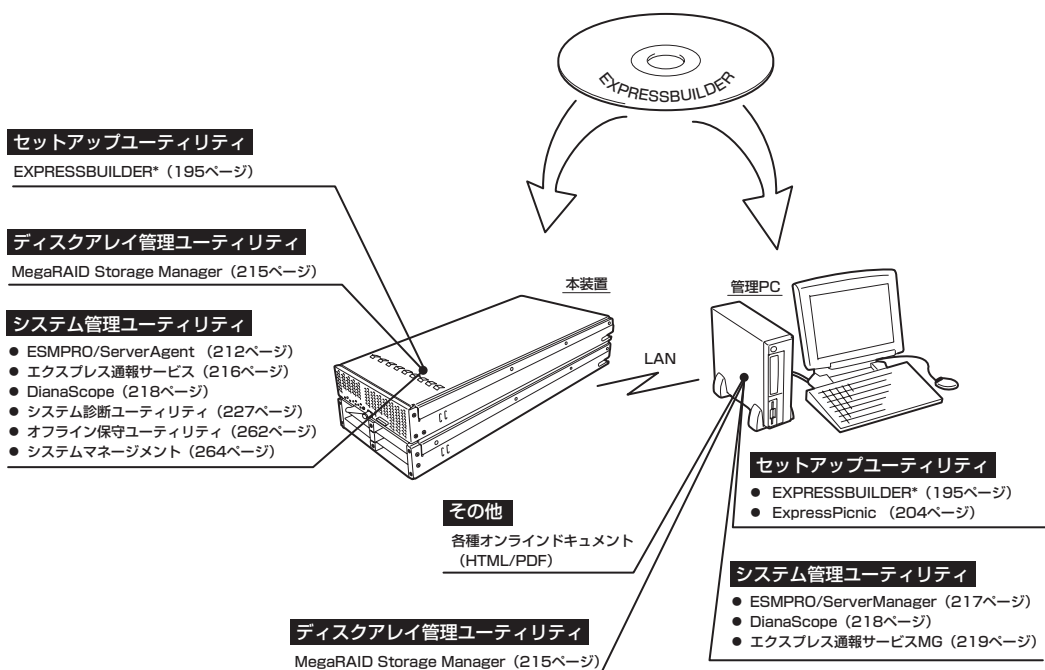 EXPRESSBUILDER
セットアップユーティリティ
EXPRESSBUILDER*（195ページ）
ディスクアレイ管理ユーティリティ
MegaRAID Storage Manager（215ページ）
システム管理ユーティリティ
● ESMPRO/ServerAgent （212ページ）
● エクスプレス通報サービス（216ページ）
● DianaScope（218ページ）
● システム診断ユーティリティ（227ページ）
● オフライン保守ユーティリティ（262ページ）
● システムマネージメント（264ページ）
本装置
LAN
管理PC
セットアップユーティリティ
● EXPRESSBUILDER*（195ページ）
● ExpressPicnic （204ページ）
その他
各種オンラインドキュメント
（HTML/PDF）
システム管理ユーティリティ
● ESMPRO/ServerManager（217ページ）
● DianaScope（218ページ）
● エクスプレス通報サービスMG（219ページ）
ディスクアレイ管理ユーティリティ
MegaRAID Storage Manager（215ページ）